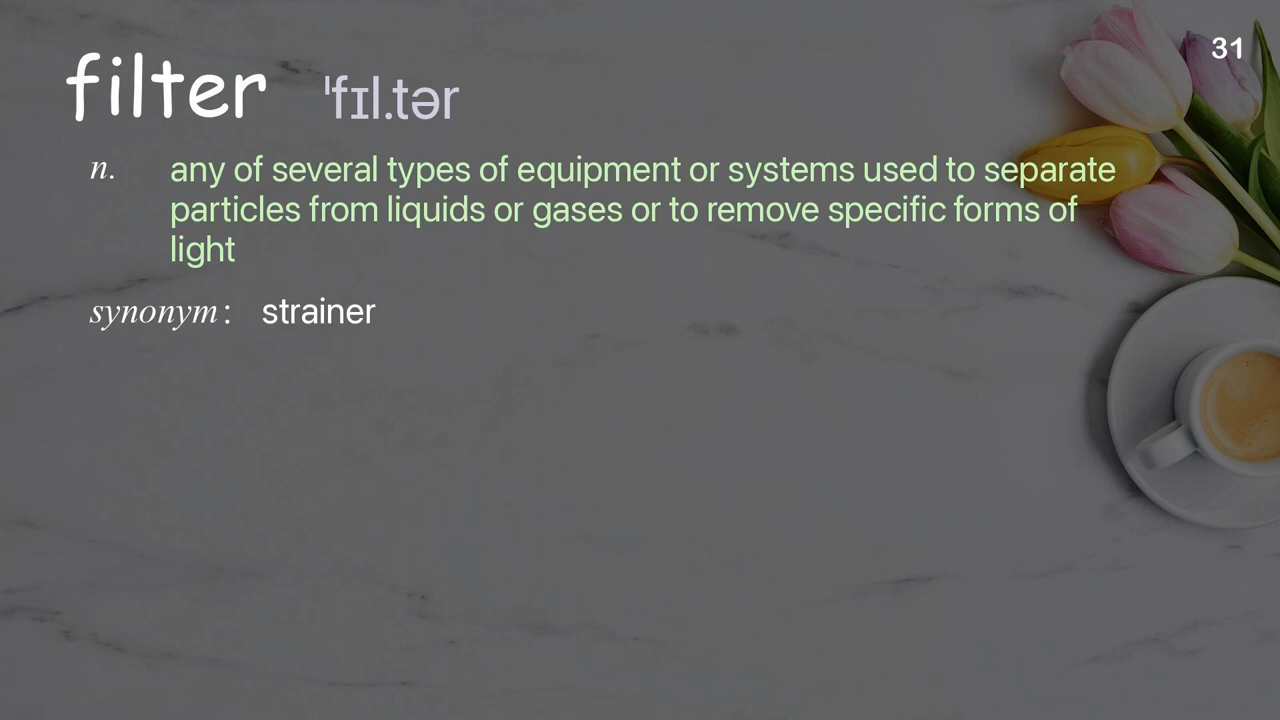 31
filter ˈfɪl.tər
n. any of several types of equipment or systems used to separate
particles from liquids or gases or to remove specific forms of
light
synonym: strainer